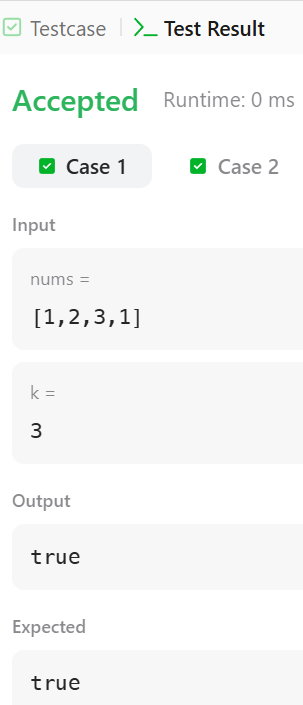 Testcase | Test Result
Accepted Runtime: 0 ms
Case 1 Case 2
Input
nums =
[1,2,3,1]
k =
3
Output
true
Expected
true